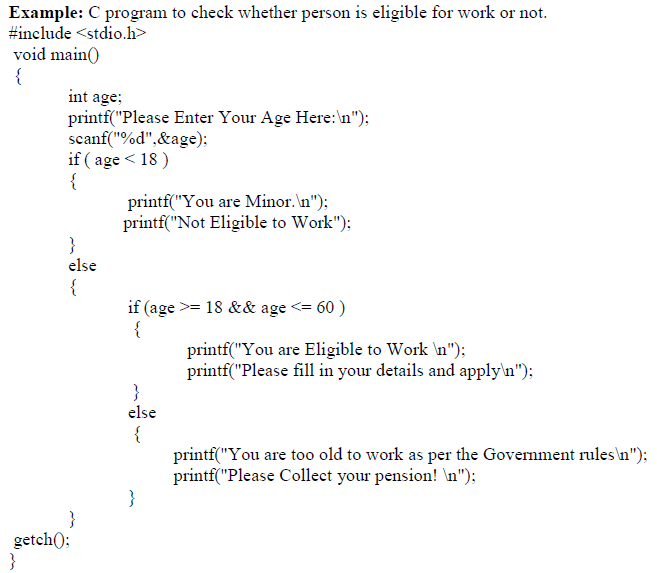 Example: C program to check whether person is eligible for work or not.
#include <stdio.h>
void main()
{
int age;
printf("Please Enter Your Age Here:\n");
scanf("%d",&age);
if ( age < 18 )
{
printf("You are Minor.\n");
printf("Not Eligible to Work");
}
else
{
if (age >= 18 && age <= 60 )
{
printf("You are Eligible to Work \n");
printf("Please fill in your details and apply\n");
}
else
{
printf("You are too old to work as per the Government rules\n");
printf("Please Collect your pension! \n");
}
}
getch();
}